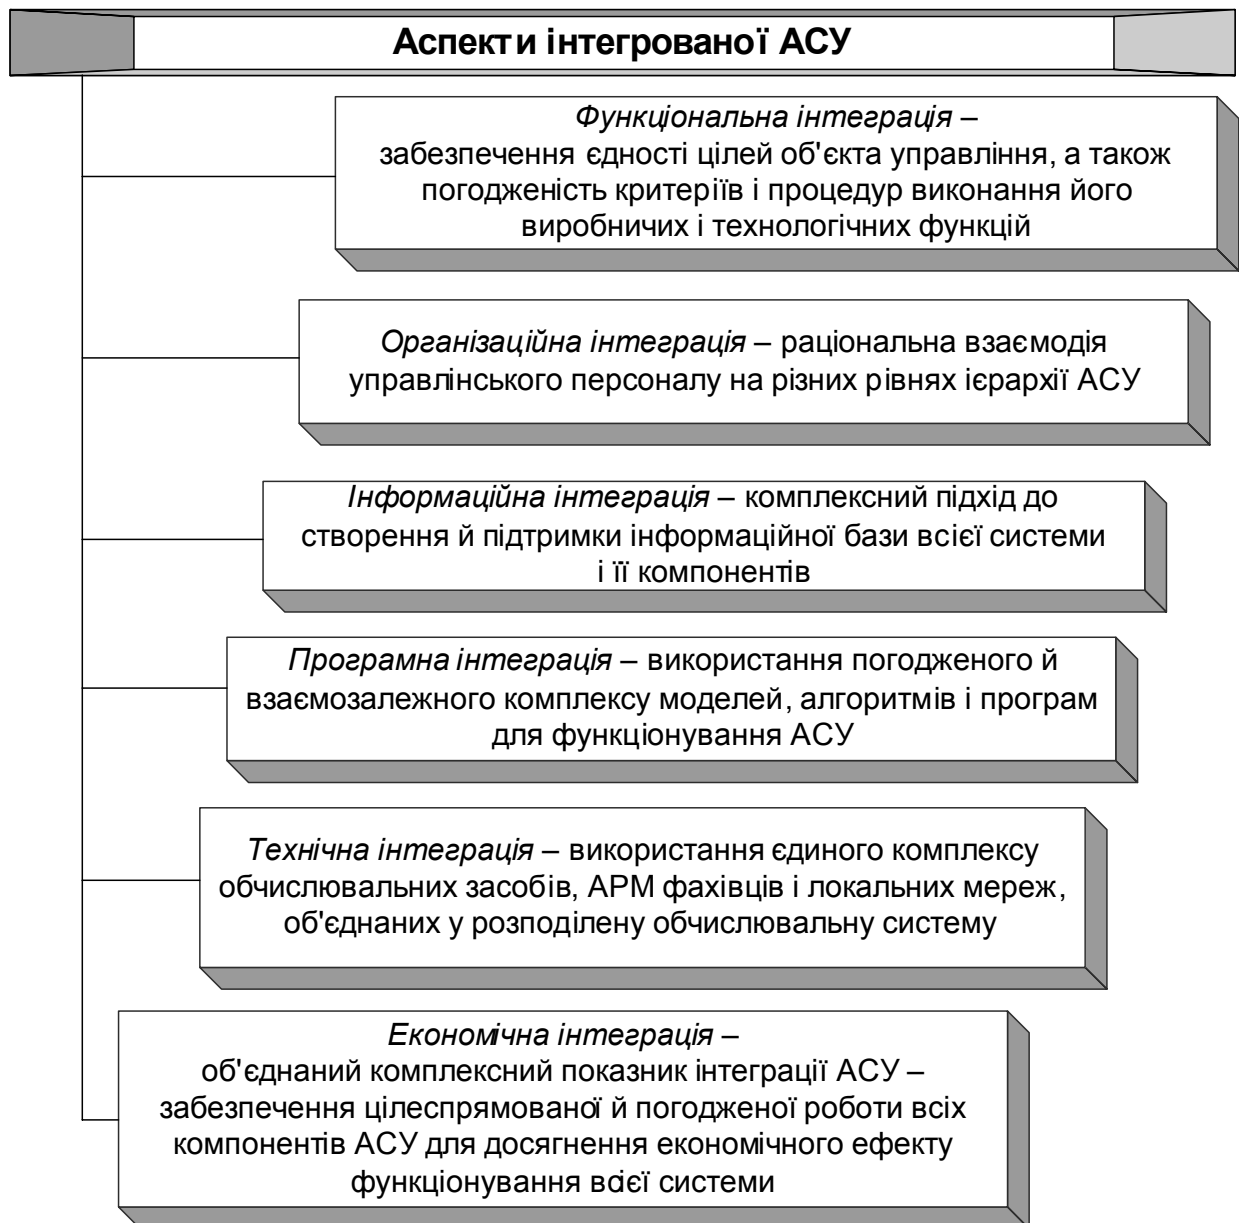 Аспекти інтегрованої АСУ
Функціональна інтеграція –
забезпечення єдності цілей об'єкта управління, а також
погодженість критеріїв і процедур виконання його
виробничих і технологічних функцій
Організаційна інтеграція – раціональна взаємодія
управлінського персоналу на різних рівнях ієрархії АСУ
Інформаційна інтеграція – комплексний підхід до
створення й підтримки інформаційної бази всієї системи
і її компонентів
Програмна інтеграція – використання погодженого й
взаємозалежного комплексу моделей, алгоритмів і програм
для функціонування АСУ
Технічна інтеграція – використання єдиного комплексу
обчислювальних засобів, АРМ фахівців і локальних мереж,
об'єднаних у розподілену обчислювальну систему
Економічна інтеграція –
об'єднаний комплексний показник інтеграції АСУ –
забезпечення цілеспрямованої й погодженої роботи всіх
компонентів АСУ для досягнення економічного ефекту
функціонування всієї системи